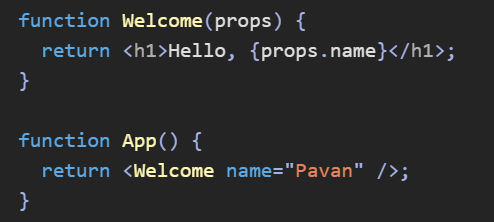 function Welcome(props) {
  return <h1>Hello, {props.name}</h1>;
}

function App() {
  return <Welcome name="Pavan" />;
}